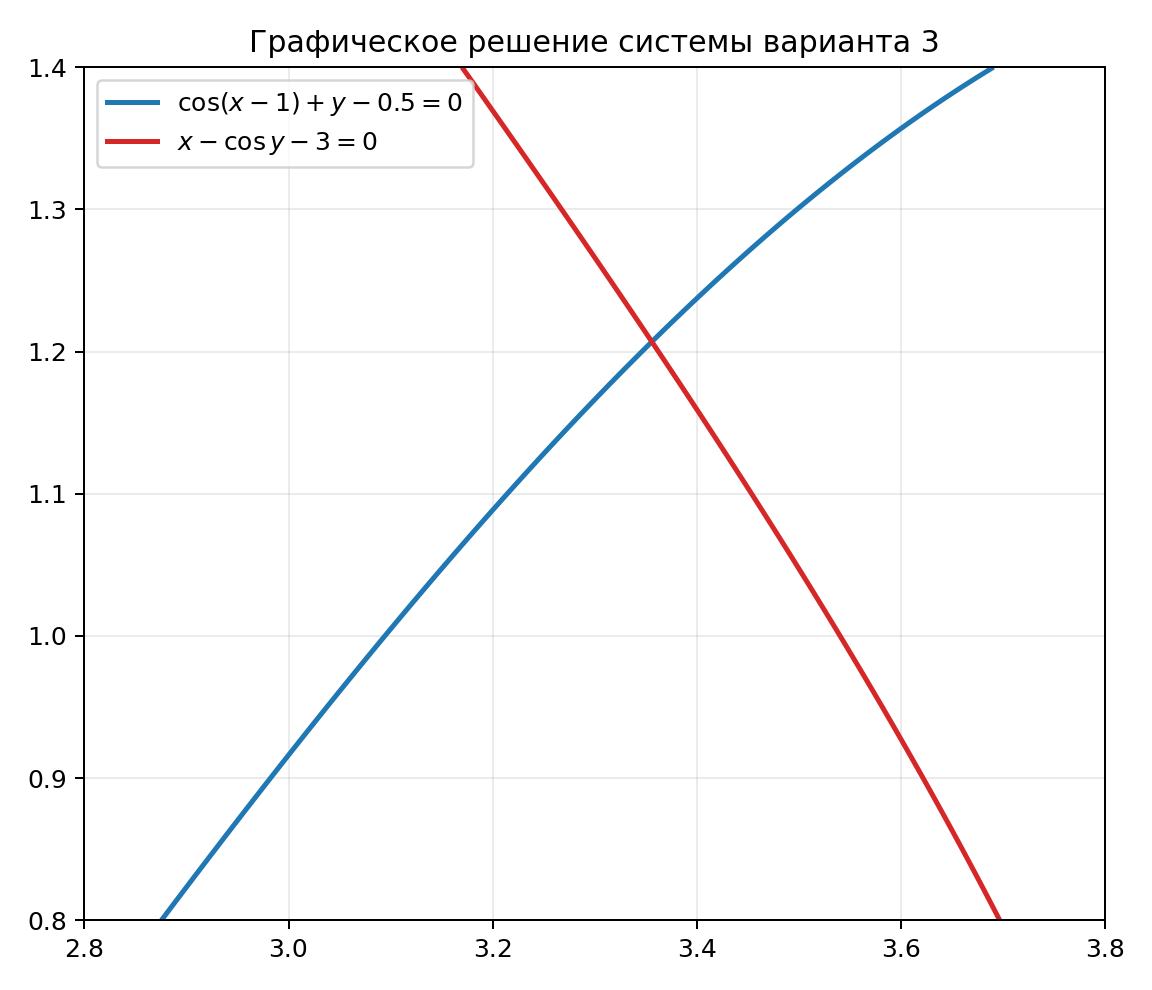 Графическое решение системы варианта 3
cos(x − 1) + y − 0.5 = 0
x − cos y − 3 = 0
1.4
1.3
1.2
1.1
1.0
0.9
0.8
2.8 3.0 3.2 3.4 3.6 3.8